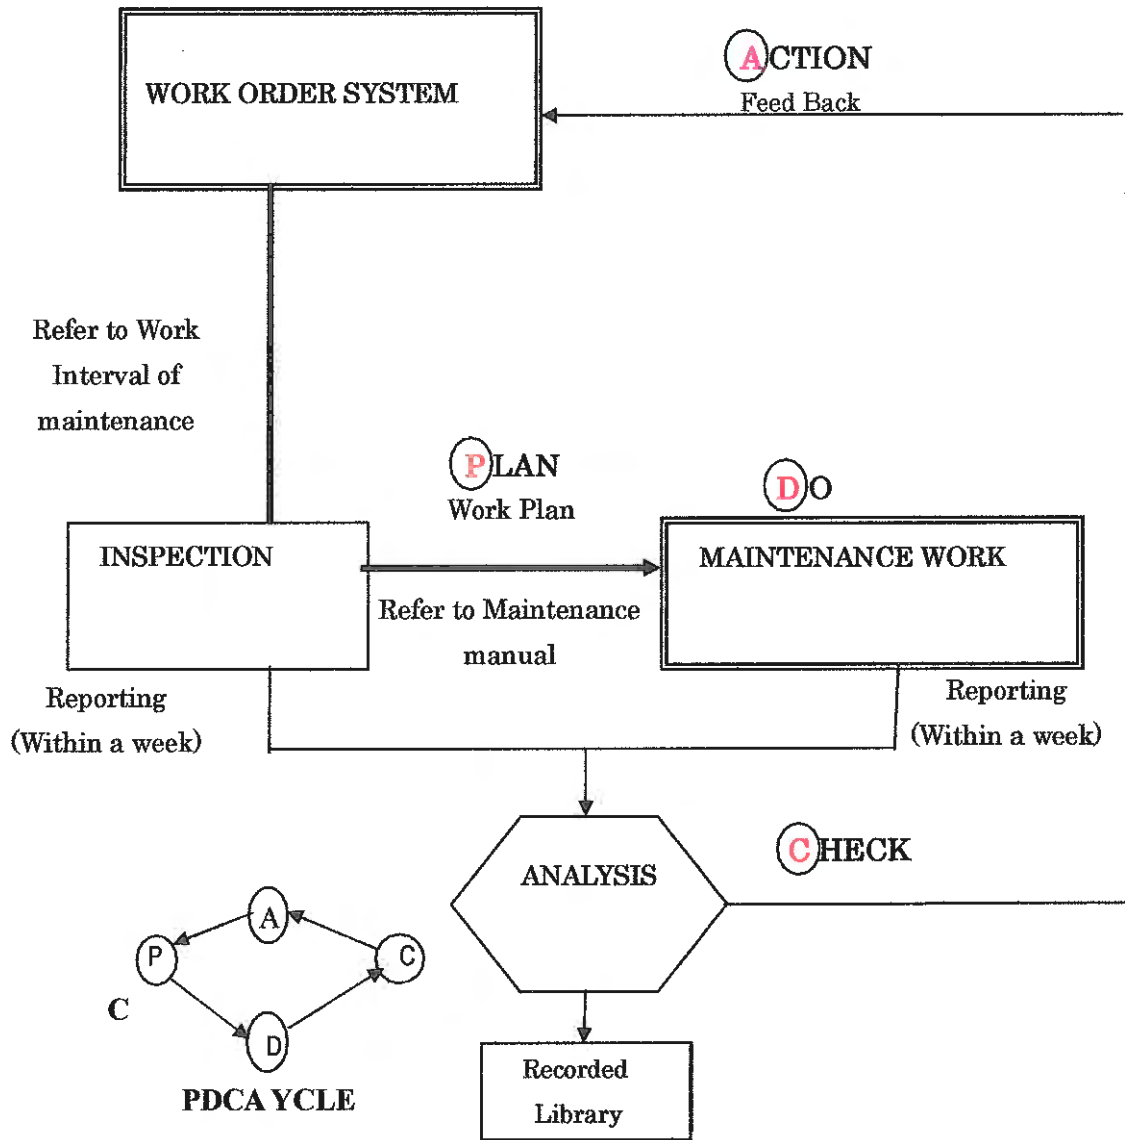 ACTION
Feed Back
WORK ORDER SYSTEM
Refer to Work
Interval of
maintenance
PLAN
Work Plan
DO
INSPECTION
MAINTENANCE WORK
Refer to Maintenance
manual
Reporting
(Within a week)
Reporting
(Within a week)
CHECK
ANALYSIS
A
P
C
D
C
PDCA YCLE
Recorded
Library